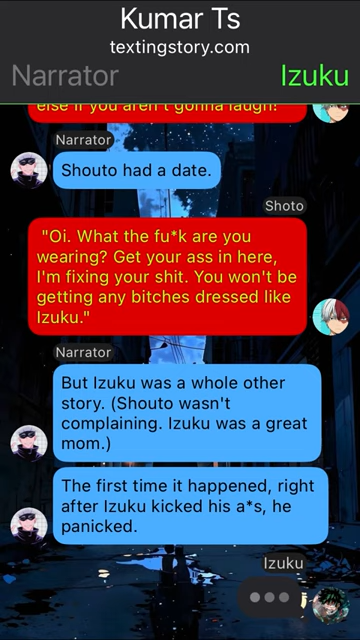 Kumar Ts
textingstory.com
Narrator Izuku
else if you aren't gonna laugh!
Narrator
Shouto had a date.
Shoto
"Oi. What the fu*k are you
wearing? Get your ass in here,
I'm fixing your shit. You won't be
getting any bitches dressed like
Izuku."
Narrator
But Izuku was a whole other
story. (Shouto wasn't
complaining. Izuku was a great
mom.)
The first time it happened, right
after Izuku kicked his a*s, he
panicked.
Izuku